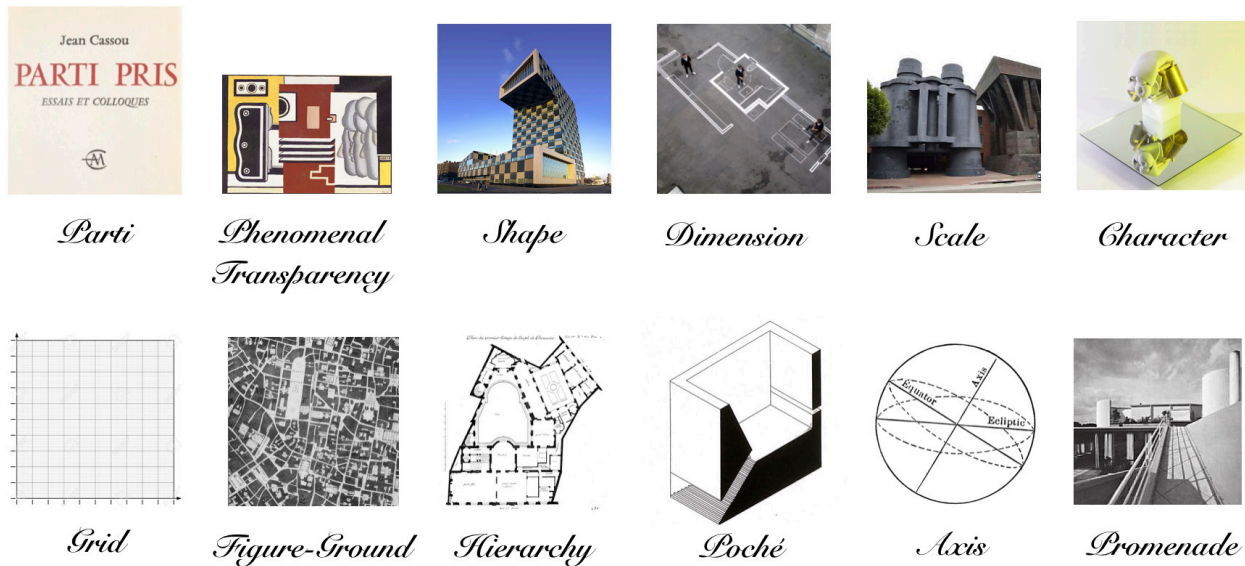 Jean Cassou
PARTI PRIS
ESSAIS ET COLLOQUES
Parti
Phenomenal
Transparency
Shape
Dimension
Scale
Character
Equator
Axis
Ecliptic
Grid
Figure-Ground
Hierarchy
Poché
Axis
Promenade